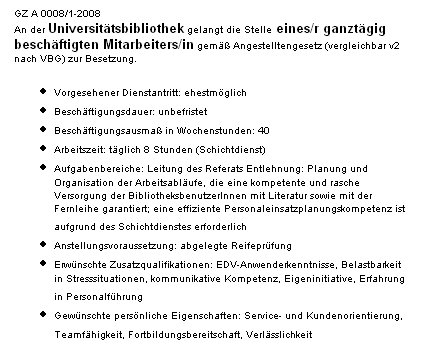 GZ A 0008/1-2008
An der Universitätsbibliothek gelangt die Stelle eines/r ganztägig
beschäftigten Mitarbeiters/in gemäß Angestelltengesetz (vergleichbar v2
nach VBG) zur Besetzung.
• Vorgesehener Dienstantritt: ehestmöglich
• Beschäftigungsdauer: unbefristet
• Beschäftigungsausmaß in Wochenstunden: 40
• Arbeitszeit: täglich 8 Stunden (Schichtdienst)
• Aufgabenbereiche: Leitung des Referats Entlehnung: Planung und
Organisation der Arbeitsabläufe, die eine kompetente und rasche
Versorgung der BibliotheksbenutzerInnen mit Literatur sowie mit der
Fernleihe garantiert; eine effiziente Personaleinsatzplanungskompetenz ist
aufgrund des Schichtdienstes erforderlich
• Anstellungsvoraussetzung: abgelegte Reifeprüfung
• Erwünschte Zusatzqualifikationen: EDV-Anwenderkenntnisse, Belastbarkeit
in Stresssituationen, kommunikative Kompetenz, Eigeninitiative, Erfahrung
in Personalführung
• Gewünschte persönliche Eigenschaften: Service- und Kundenorientierung,
Teamfähigkeit, Fortbildungsbereitschaft, Verlässlichkeit